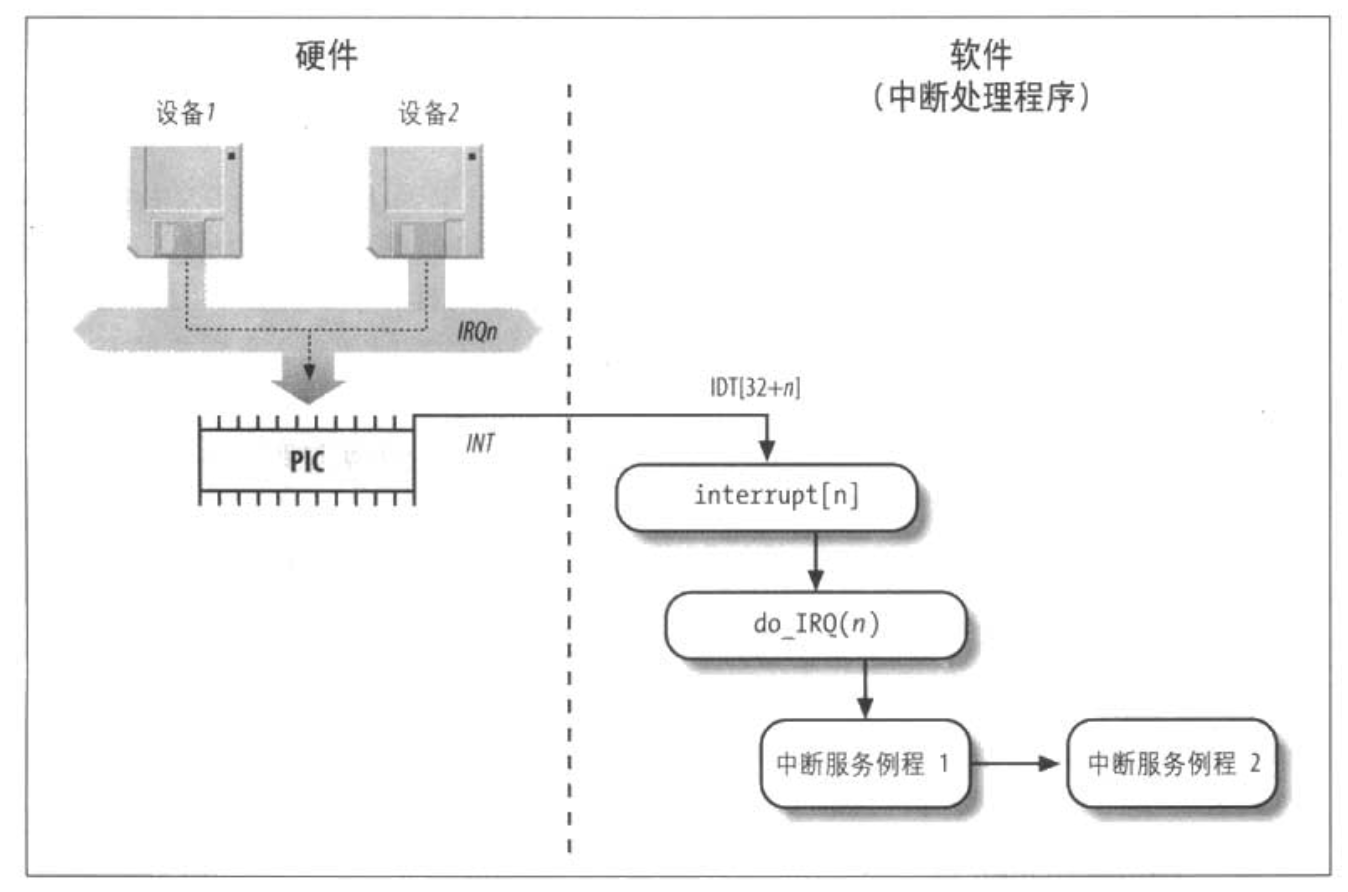 硬件
软件
(中断处理程序)
设备1
设备2
IRQn
IDT[32+n]
INT
PIC
interrupt[n]
do_IRQ(n)
中断服务例程 1
中断服务例程 2